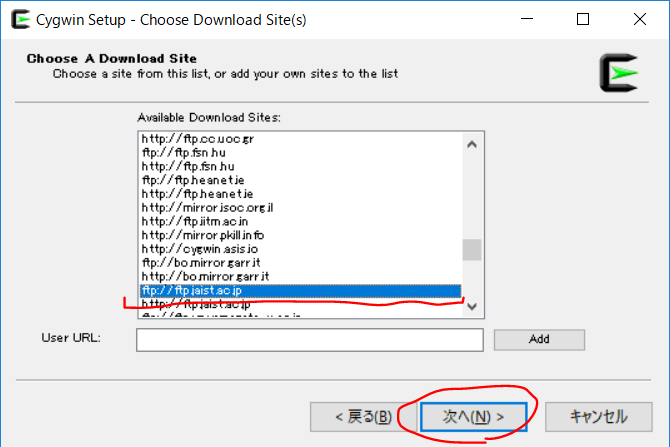 Cygwin Setup - Choose Download Site(s)
Choose A Download Site
Choose a site from this list, or add your own sites to the list
Available Download Sites:
http://ftp.cc.uoc.gr
ftp://ftp.fsn.hu
http://ftp.fsn.hu
ftp://ftp.heanet.ie
http://ftp.heanet.ie
http://mirror.isoc.org.il
http://ftp.iitm.ac.in
http://mirror.pkill.info
http://cygwin.asis.io
ftp://bo.mirror.garr.it
http://bo.mirror.garr.it
ftp://ftp.jaist.ac.jp
http://ftp.jaist.ac.jp
User URL:
Add
< 戻る(B)
次へ(N) >
キャンセル